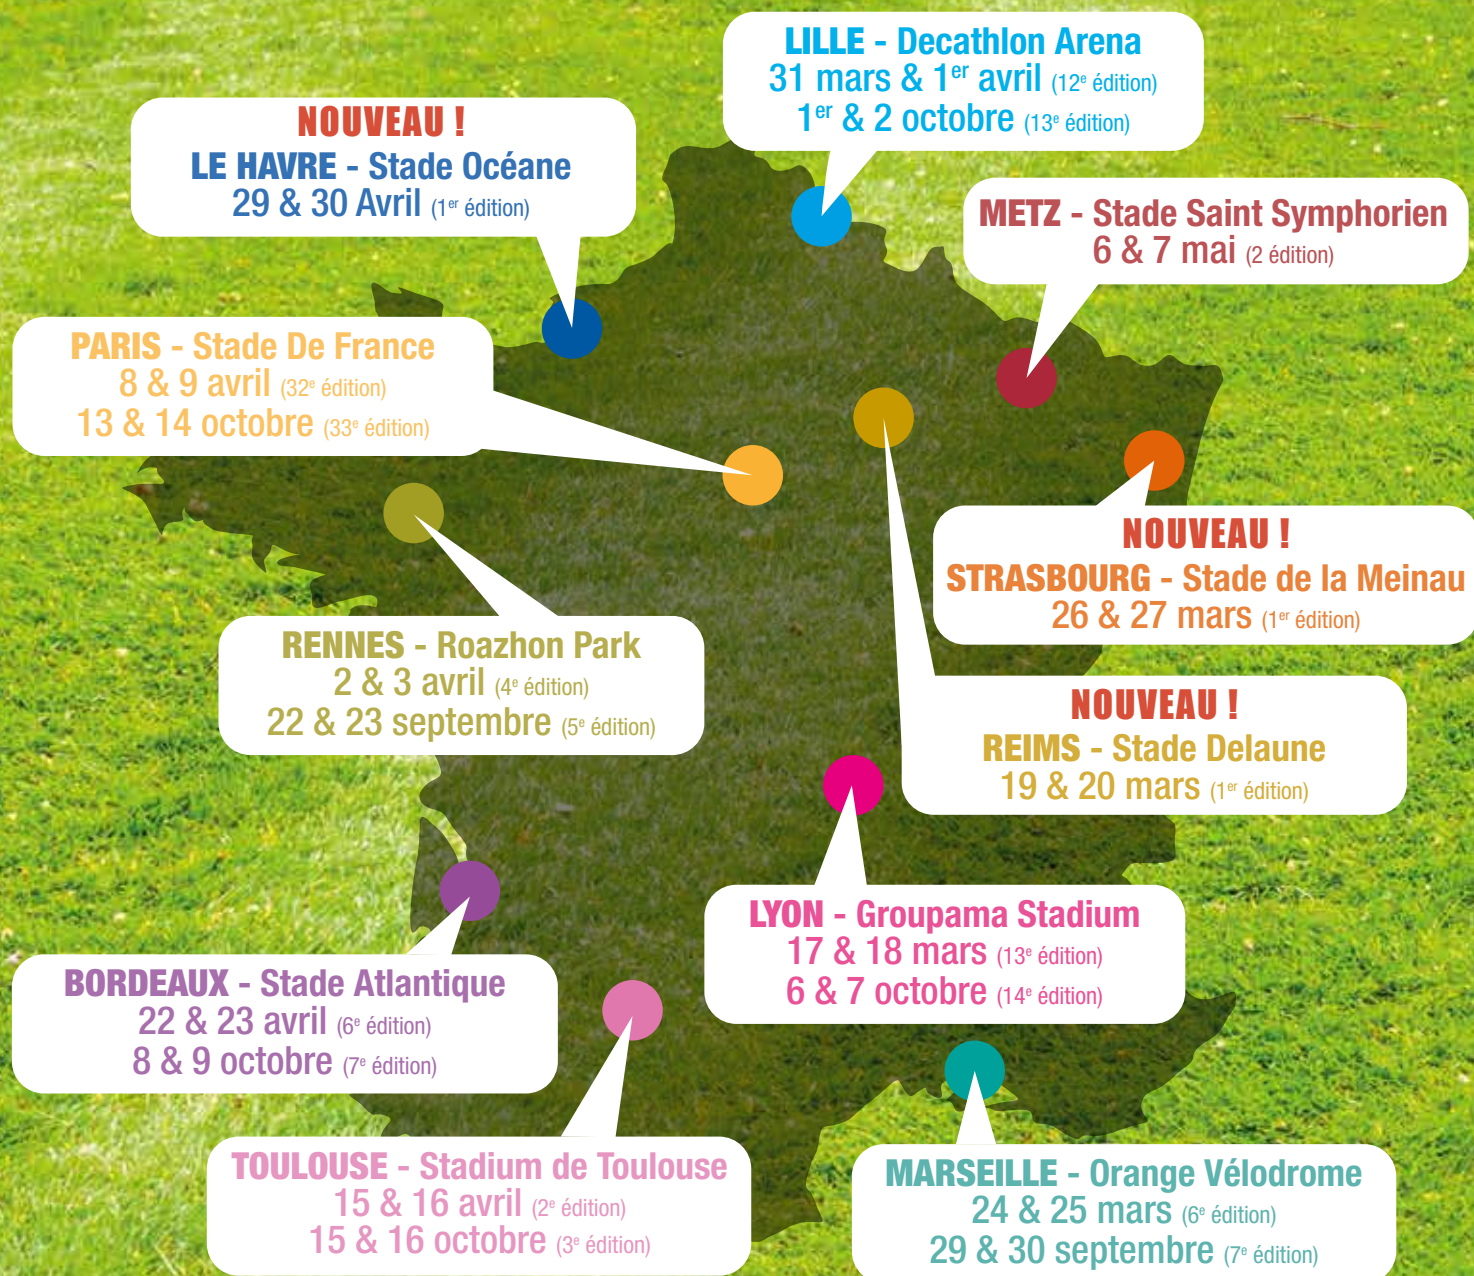 LILLE - Decathlon Arena
31 mars & 1er avril (12e édition)
1er & 2 octobre (13e édition)
NOUVEAU !
LE HAVRE - Stade Océane
29 & 30 Avril (1er édition)
METZ - Stade Saint Symphorien
6 & 7 mai (2 édition)
PARIS - Stade De France
8 & 9 avril (32e édition)
13 & 14 octobre (33e édition)
NOUVEAU !
STRASBOURG - Stade de la Meinau
26 & 27 mars (1er édition)
RENNES - Roazhon Park
2 & 3 avril (4e édition)
22 & 23 septembre (5e édition)
NOUVEAU !
REIMS - Stade Delaune
19 & 20 mars (1er édition)
LYON - Groupama Stadium
17 & 18 mars (13e édition)
6 & 7 octobre (14e édition)
BORDEAUX - Stade Atlantique
22 & 23 avril (6e édition)
8 & 9 octobre (7e édition)
TOULOUSE - Stadium de Toulouse
15 & 16 avril (2e édition)
15 & 16 octobre (3e édition)
MARSEILLE - Orange Vélodrome
24 & 25 mars (6e édition)
29 & 30 septembre (7e édition)